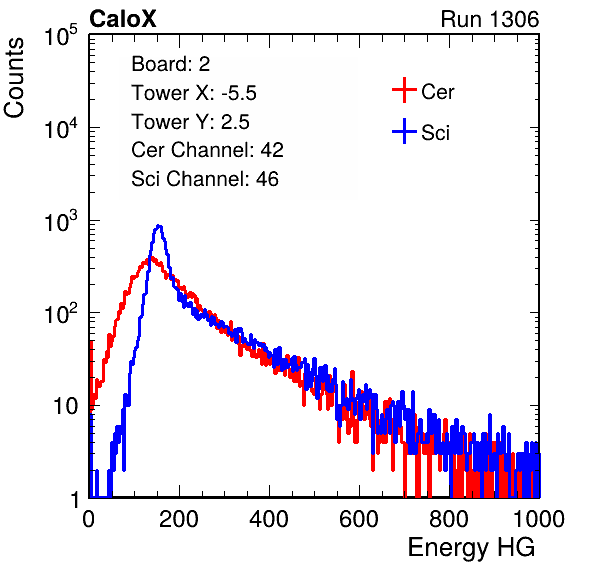 CaloX Run 1306
Counts
10^5
10^4
10^3
10^2
10
1
Board: 2
Tower X: -5.5
Tower Y: 2.5
Cer Channel: 42
Sci Channel: 46
Cer
Sci
0 200 400 600 800 1000
Energy HG